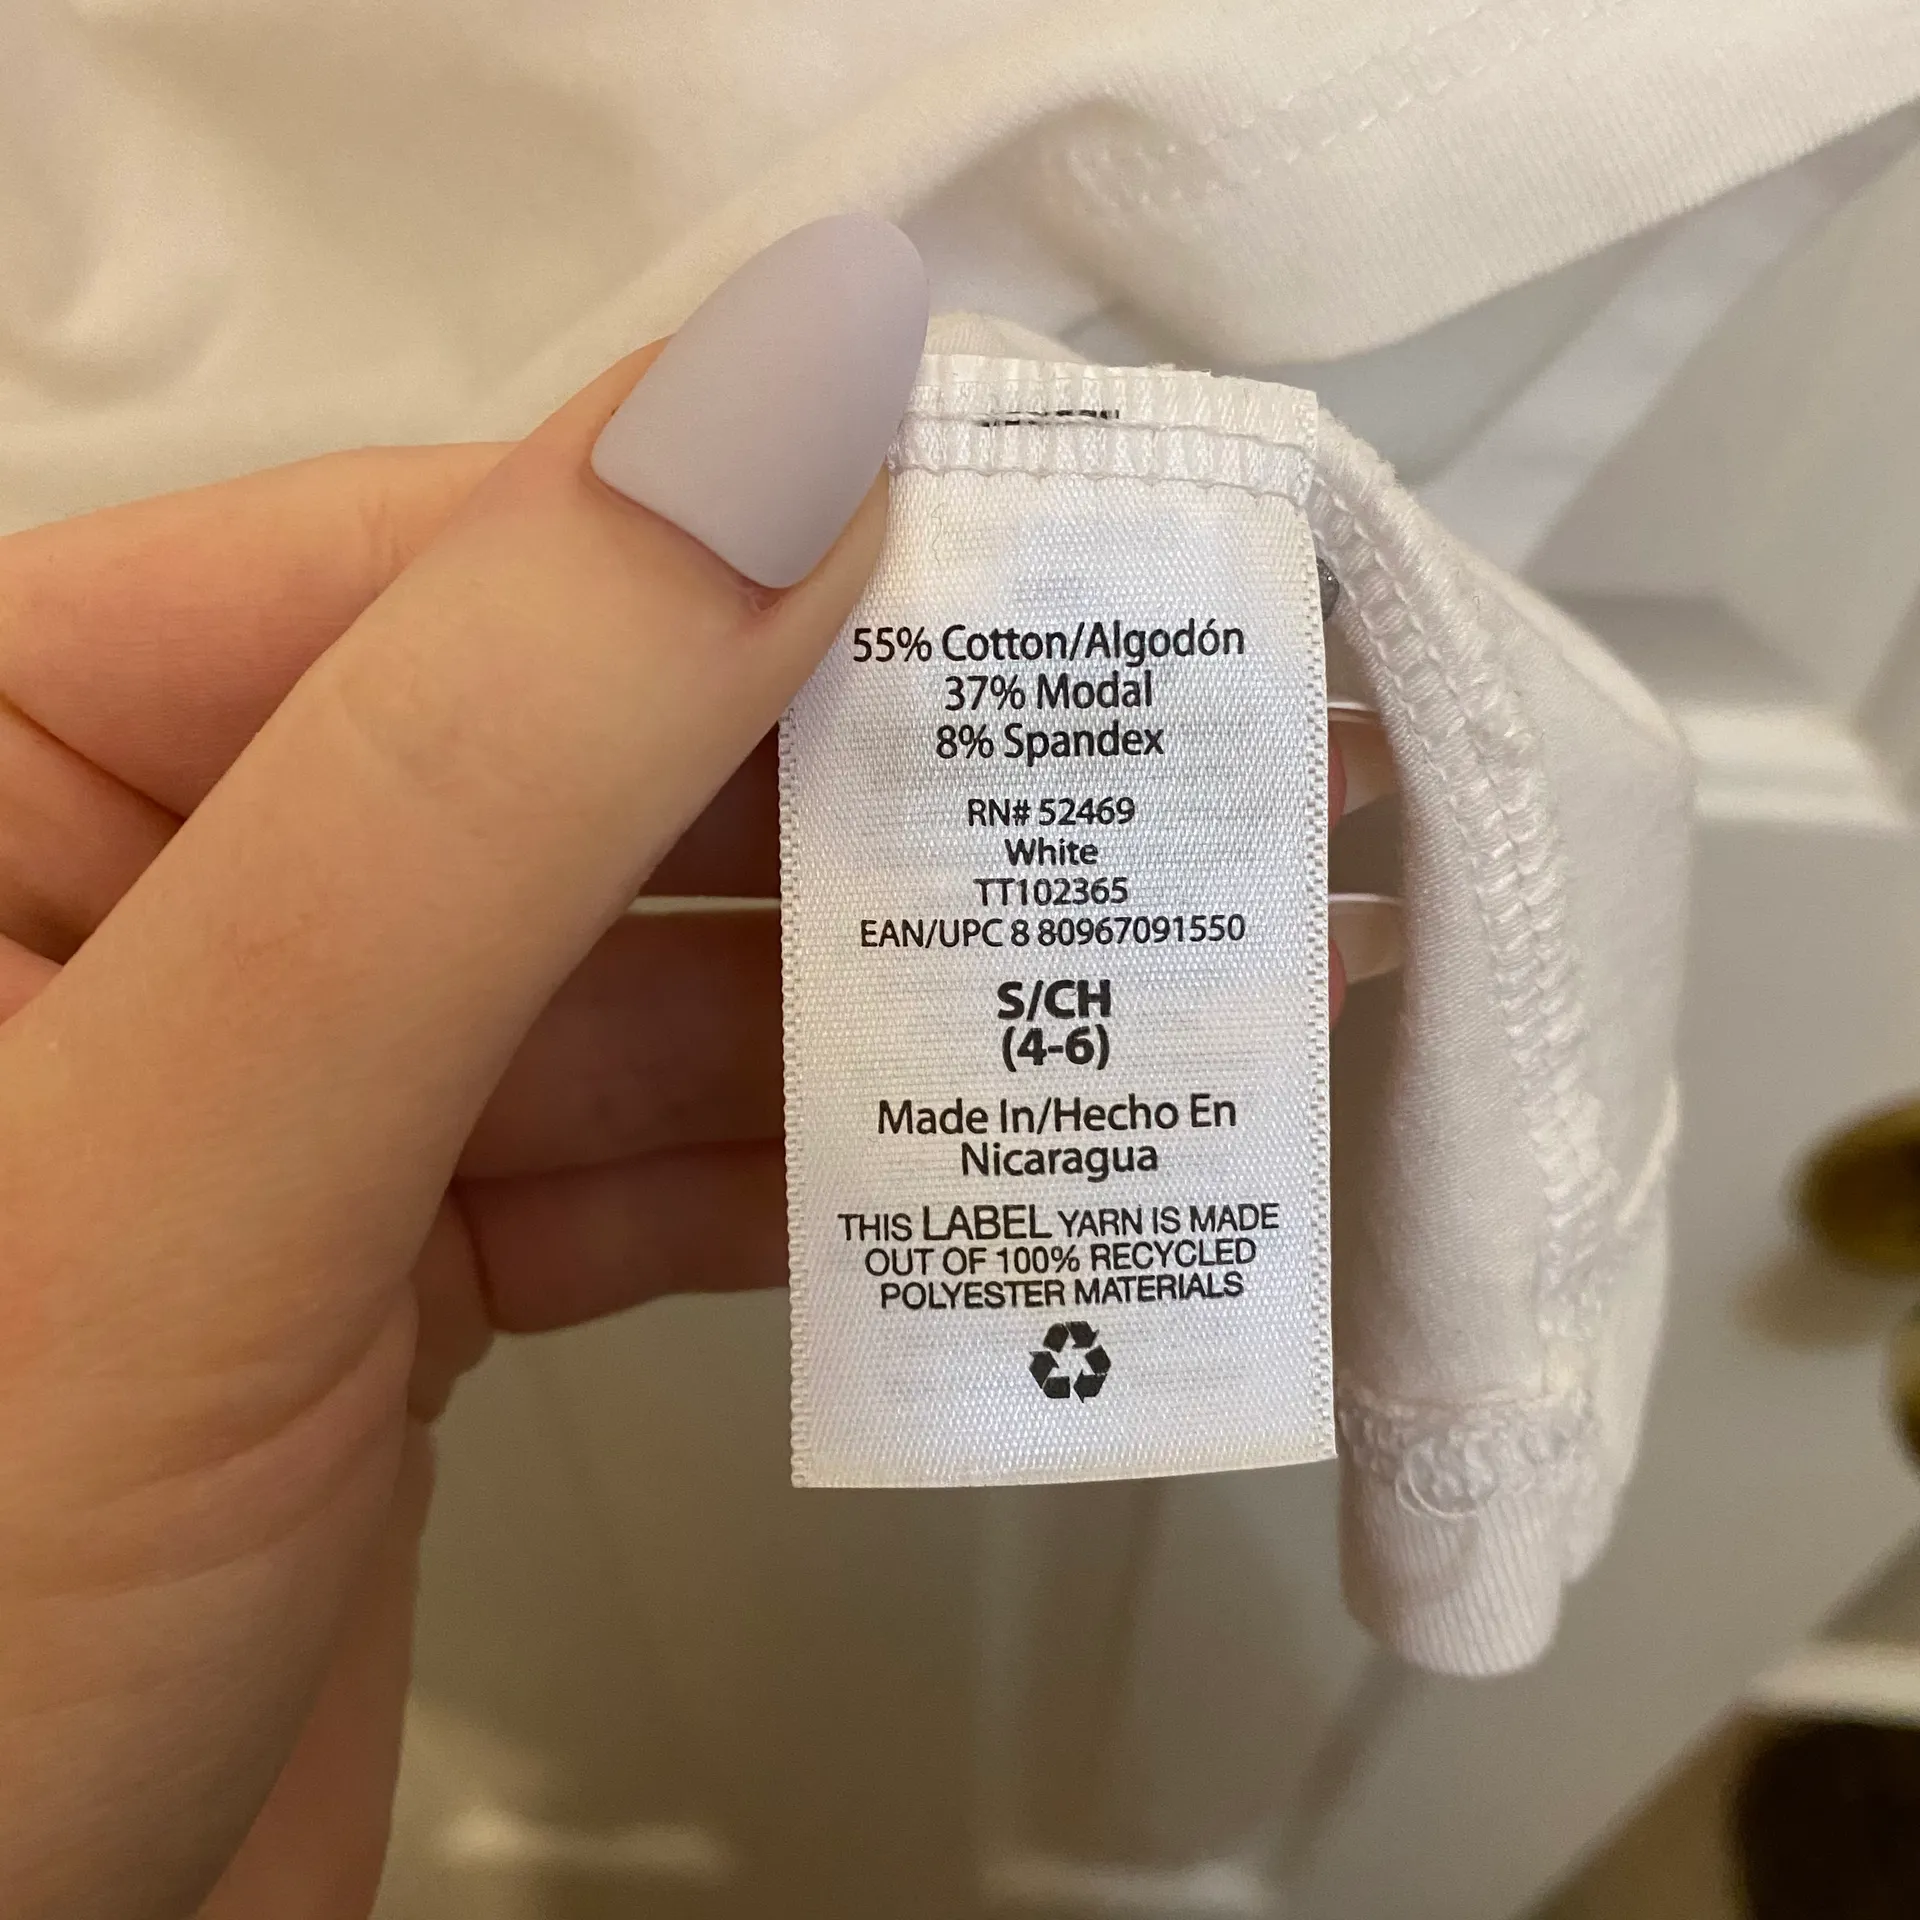 55% Cotton/Algodón
37% Modal
8% Spandex
RN# 52469
White
TT102365
EAN/UPC 8 80967091550
S/CH
(4-6)
Made In/Hecho En
Nicaragua
THIS LABEL YARN IS MADE
OUT OF 100% RECYCLED
POLYESTER MATERIALS